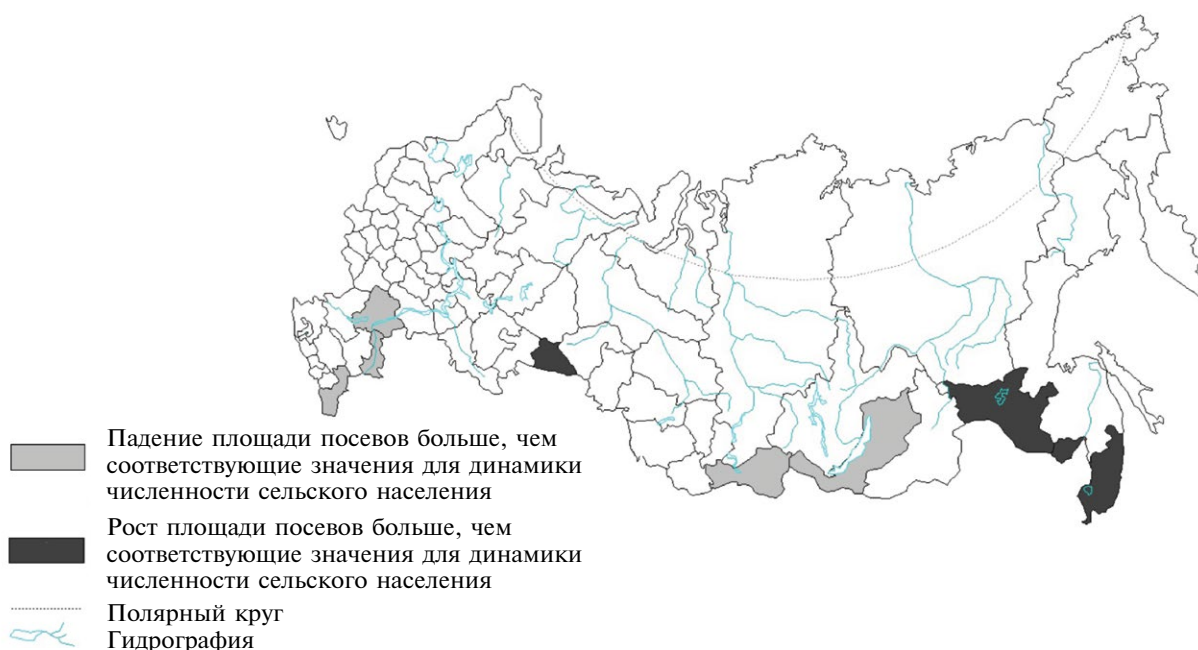 Падение площади посевов больше, чем
соответствующие значения для динамики
численности сельского населения
Рост площади посевов больше, чем
соответствующие значения для динамики
численности сельского населения
Полярный круг
Гидрография